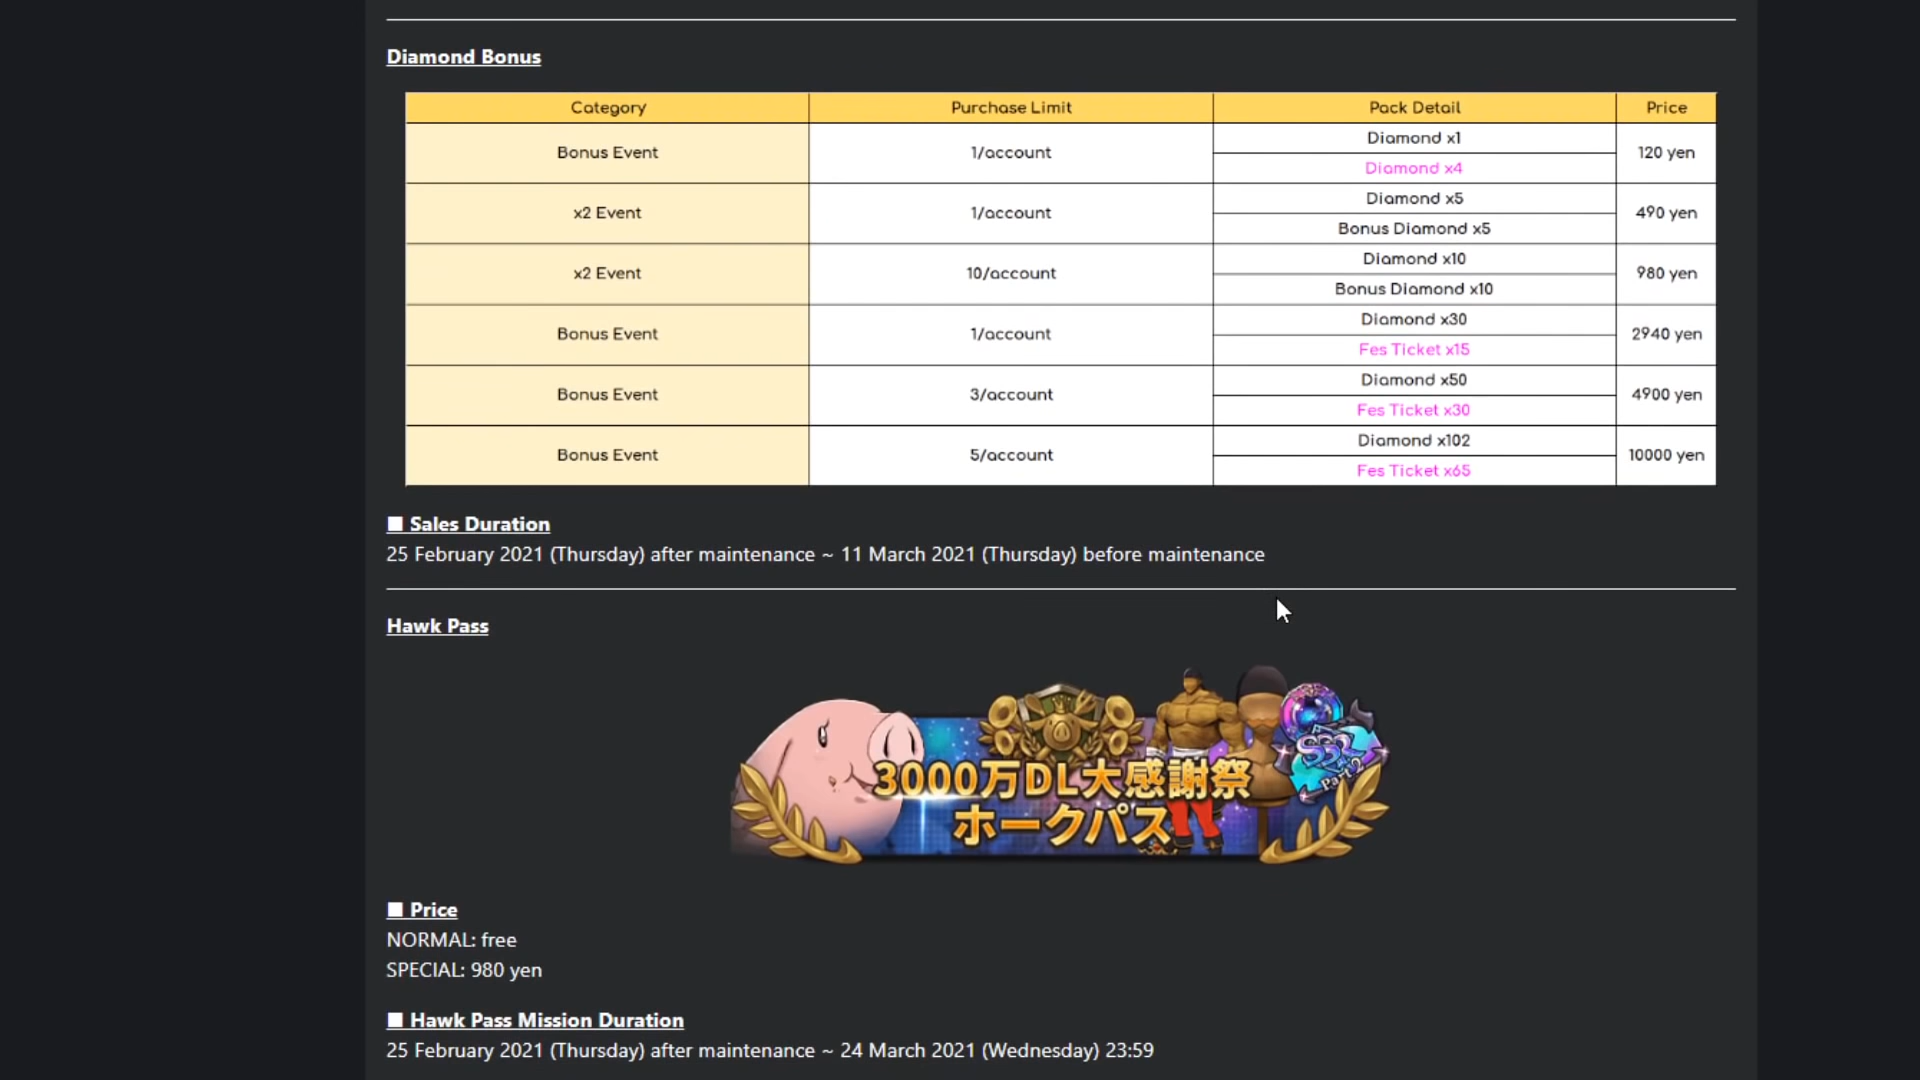 Diamond Bonus
Category Purchase Limit Pack Detail Price
Bonus Event 1/account Diamond x1 120 yen
Diamond x4
x2 Event 1/account Diamond x5 490 yen
Bonus Diamond x5
x2 Event 10/account Diamond x10 980 yen
Bonus Diamond x10
Bonus Event 1/account Diamond x30 2940 yen
Fes Ticket x15
Bonus Event 3/account Diamond x50 4900 yen
Fes Ticket x30
Bonus Event 5/account Diamond x102 10000 yen
Fes Ticket x65
■ Sales Duration
25 February 2021 (Thursday) after maintenance ~ 11 March 2021 (Thursday) before maintenance
Hawk Pass
SSR
Part 2
3000万DL大感謝祭
ホークパス
■ Price
NORMAL: free
SPECIAL: 980 yen
■ Hawk Pass Mission Duration
25 February 2021 (Thursday) after maintenance ~ 24 March 2021 (Wednesday) 23:59